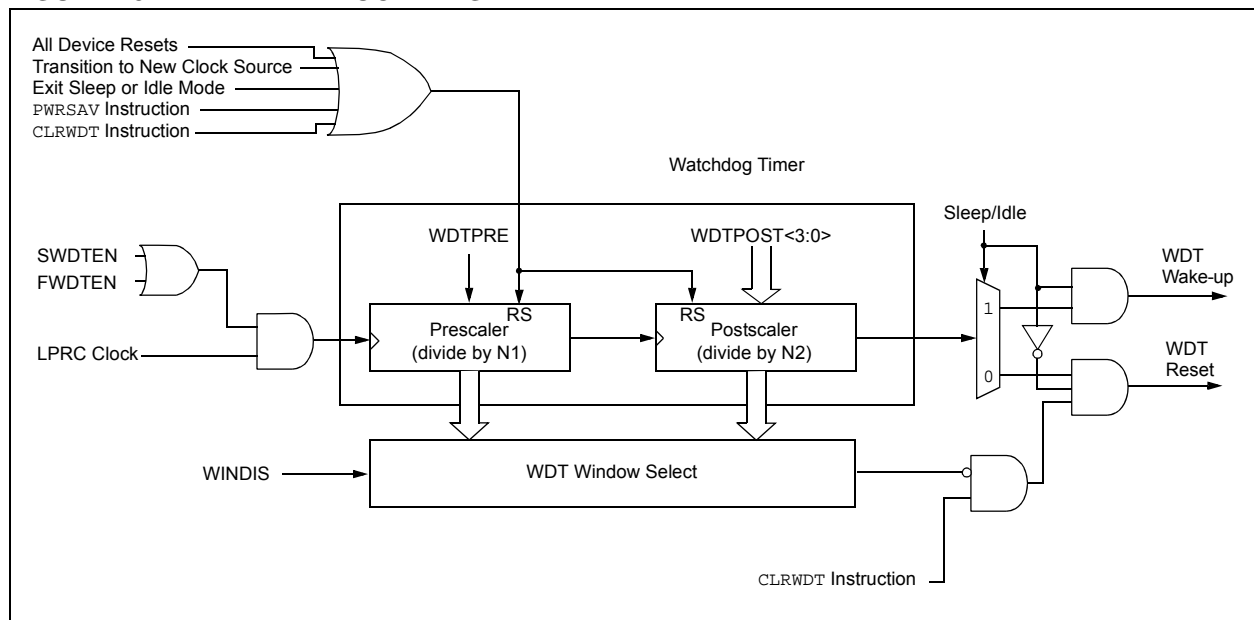 All Device Resets
Transition to New Clock Source
Exit Sleep or Idle Mode
PWRSAV Instruction
CLRWDT Instruction
Watchdog Timer
Sleep/Idle
WDTPRE
WDTPOST<3:0>
SWDTEN
FWDTEN
WDT
Wake-up
RS
RS
1
Prescaler
(divide by N1)
Postscaler
(divide by N2)
LPRC Clock
0
WDT
Reset
WINDIS
WDT Window Select
CLRWDT Instruction